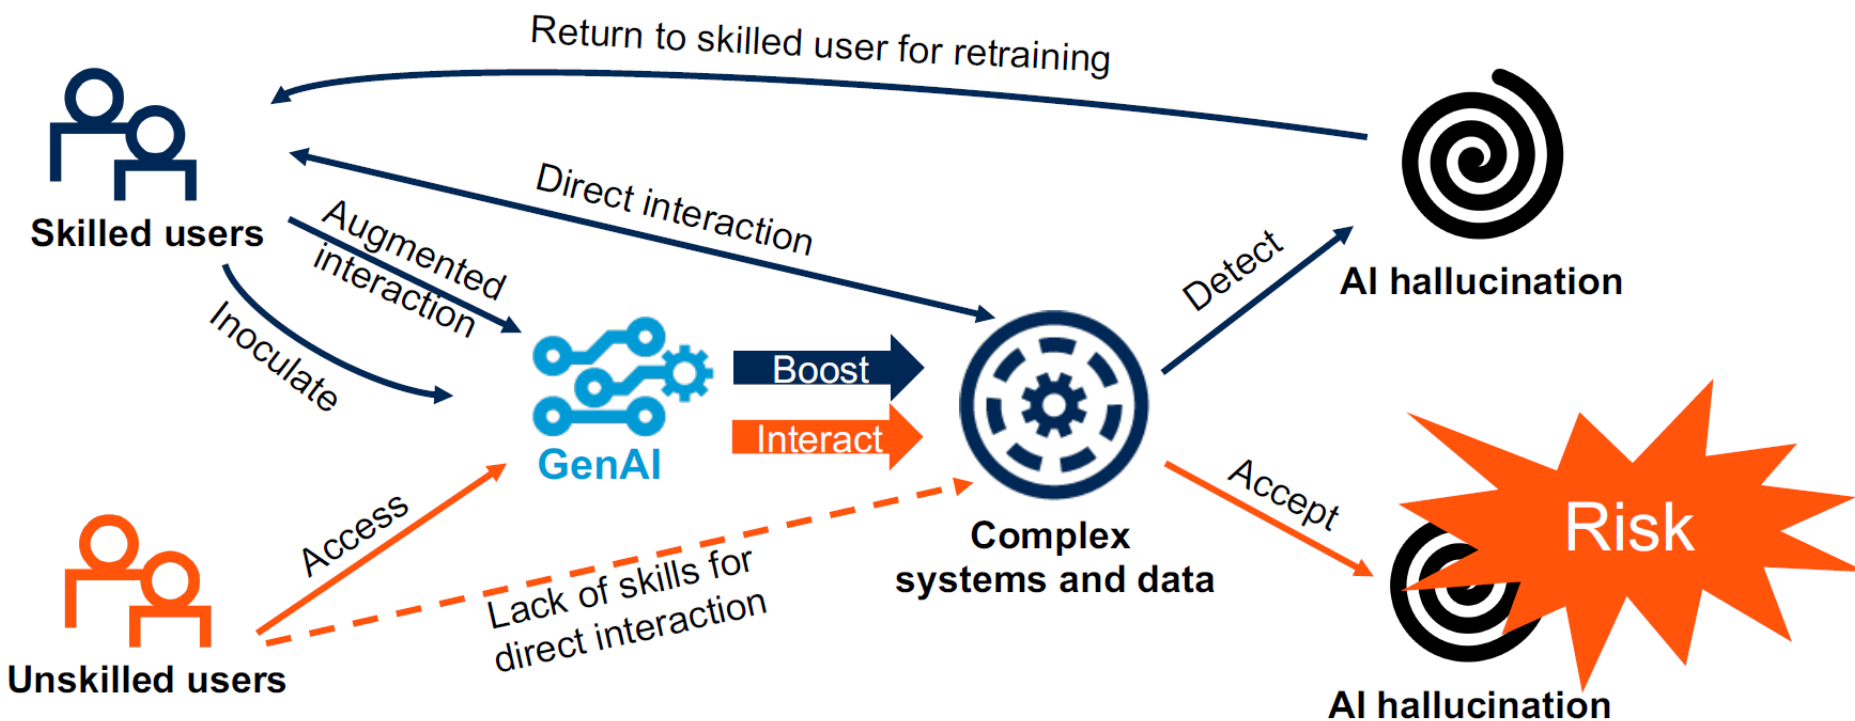 Return to skilled user for retraining
Direct interaction
Skilled users
Augmented
interaction
Inoculate
Detect
AI hallucination
Boost
Interact
GenAI
Access
Accept
Risk
Complex
systems and data
Lack of skills for
direct interaction
Unskilled users
AI hallucination